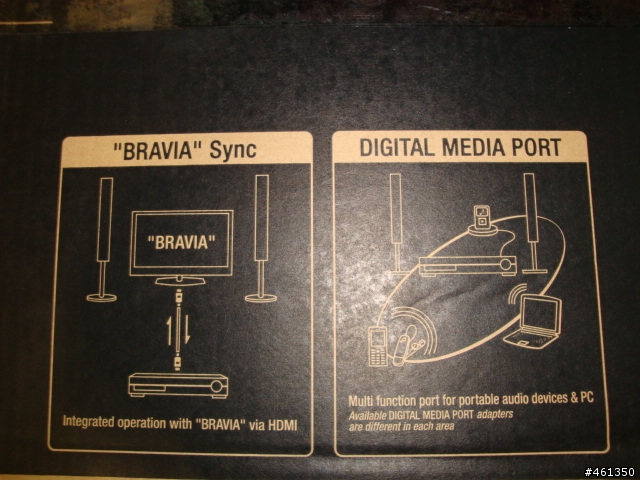 "BRAVIA" Sync
"BRAVIA"
Integrated operation with "BRAVIA" via HDMI
DIGITAL MEDIA PORT
Multi function port for portable audio devices & PC
Available DIGITAL MEDIA PORT adapters
are different in each area
#461350